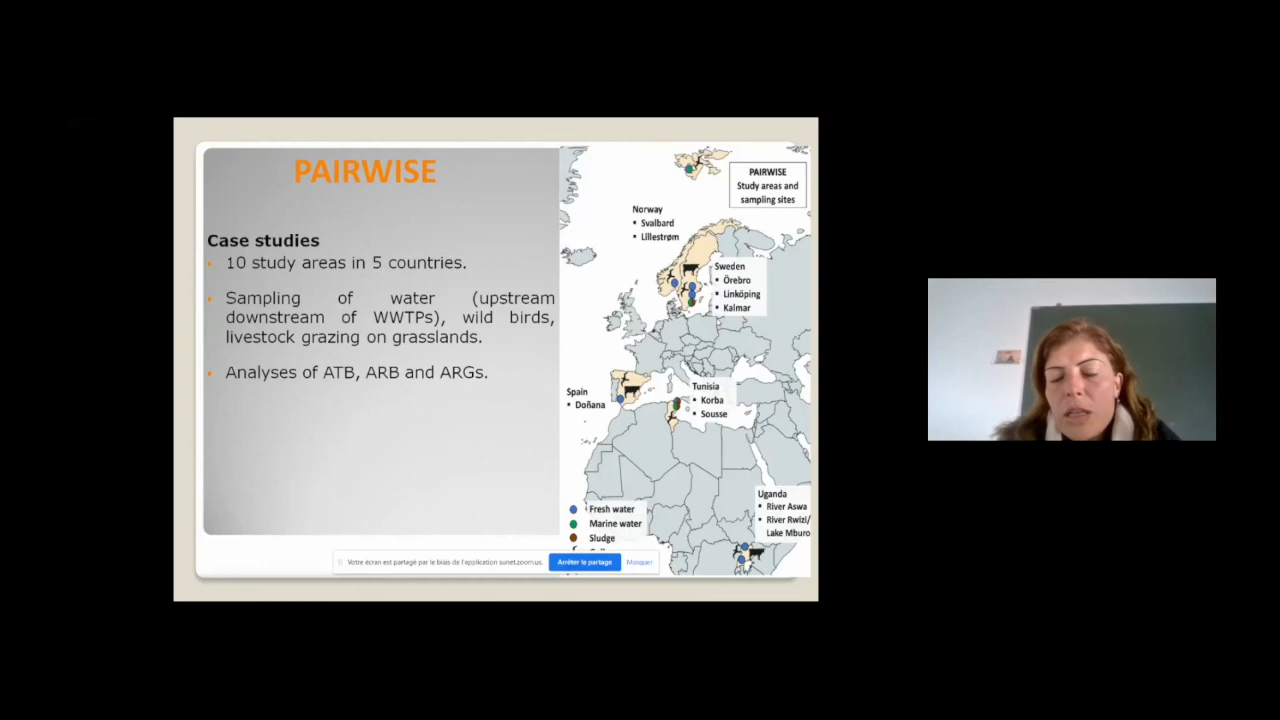 PAIRWISE
Case studies
▪ 10 study areas in 5 countries.
▪ Sampling of water (upstream
downstream of WWTPs), wild birds,
livestock grazing on grasslands.
▪ Analyses of ATB, ARB and ARGs.
PAIRWISE
Study areas and
sampling sites
Norway
▪ Svalbard
▪ Lillestrøm
Sweden
▪ Örebro
▪ Linköping
▪ Kalmar
Spain
▪ Doñana
Tunisia
▪ Korba
▪ Sousse
Uganda
▪ River Aswa
▪ River Rwizi/
Lake Mburo
Fresh water
Marine water
Sludge
Votre écran est partagé par le biais de l'application sunet.zoom.us.
Arrêter le partage
Masquer